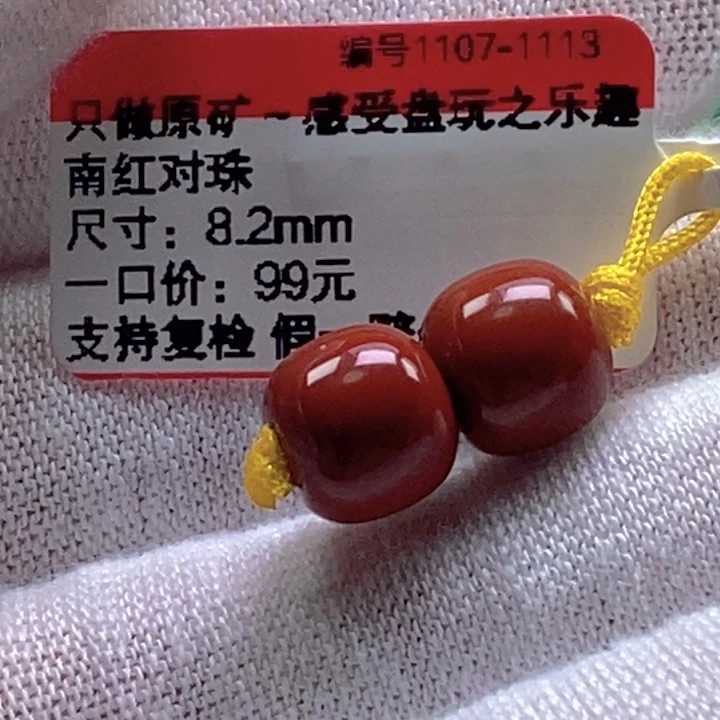 编号1107-1113
只做原矿~感受盘玩之乐趣
南红对珠
尺寸：8.2mm
一口价：99元
支持复检 假一